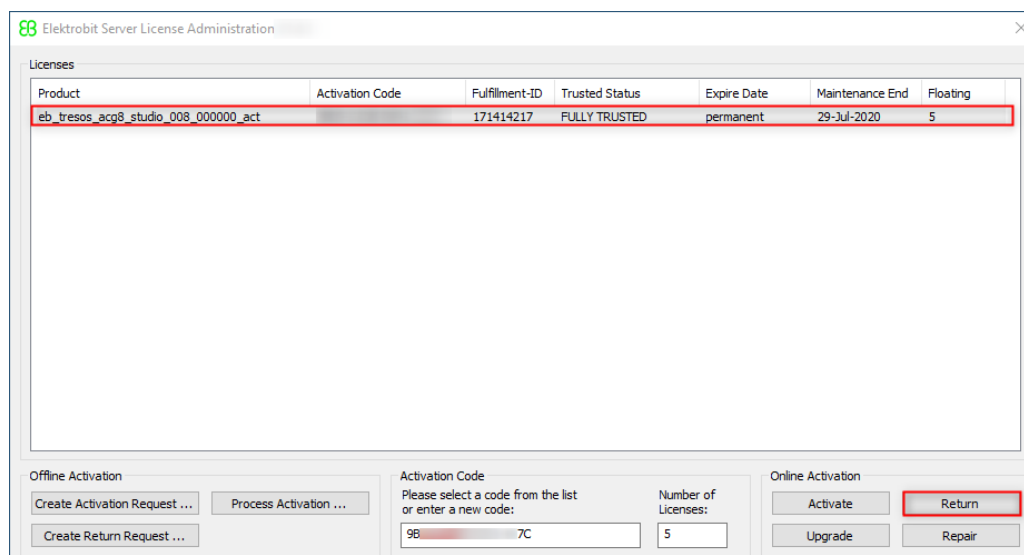 EB Elektrobit Server License Administration
Licenses
Product Activation Code Fulfillment-ID Trusted Status Expire Date Maintenance End Floating
eb_tresos_acg8_studio_008_000000_act 171414217 FULLY TRUSTED permanent 29-Jul-2020 5
Offline Activation
Create Activation Request ... Process Activation ...
Create Return Request ...
Activation Code
Please select a code from the list
or enter a new code:
9B 7C
Number of
Licenses:
5
Online Activation
Activate Return
Upgrade Repair